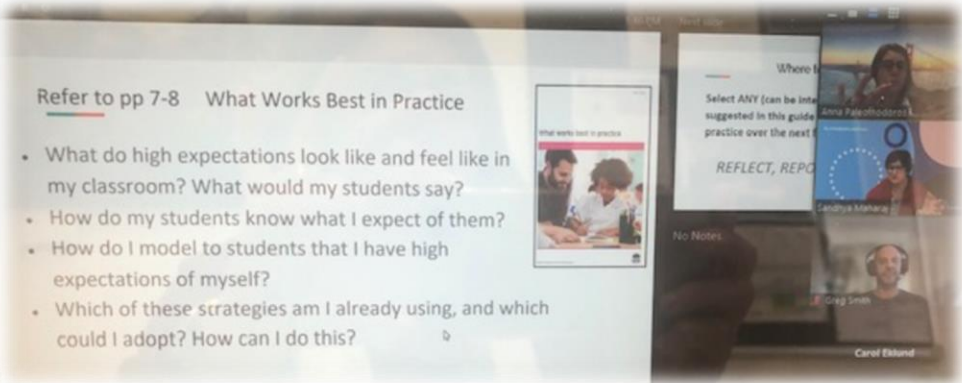 Refer to pp 7-8 What Works Best in Practice
• What do high expectations look like and feel like in
my classroom? What would my students say?
• How do my students know what I expect of them?
• How do I model to students that I have high
expectations of myself?
• Which of these strategies am I already using, and which
could I adopt? How can I do this?
What works best in practice
Next slide
Where t
Select ANY (can be inte
suggested in this guide
practice over the next
REFLECT, REPO
No Notes.
Anna
Sandhya Maharaj
Greg Smith
Carol Eklund